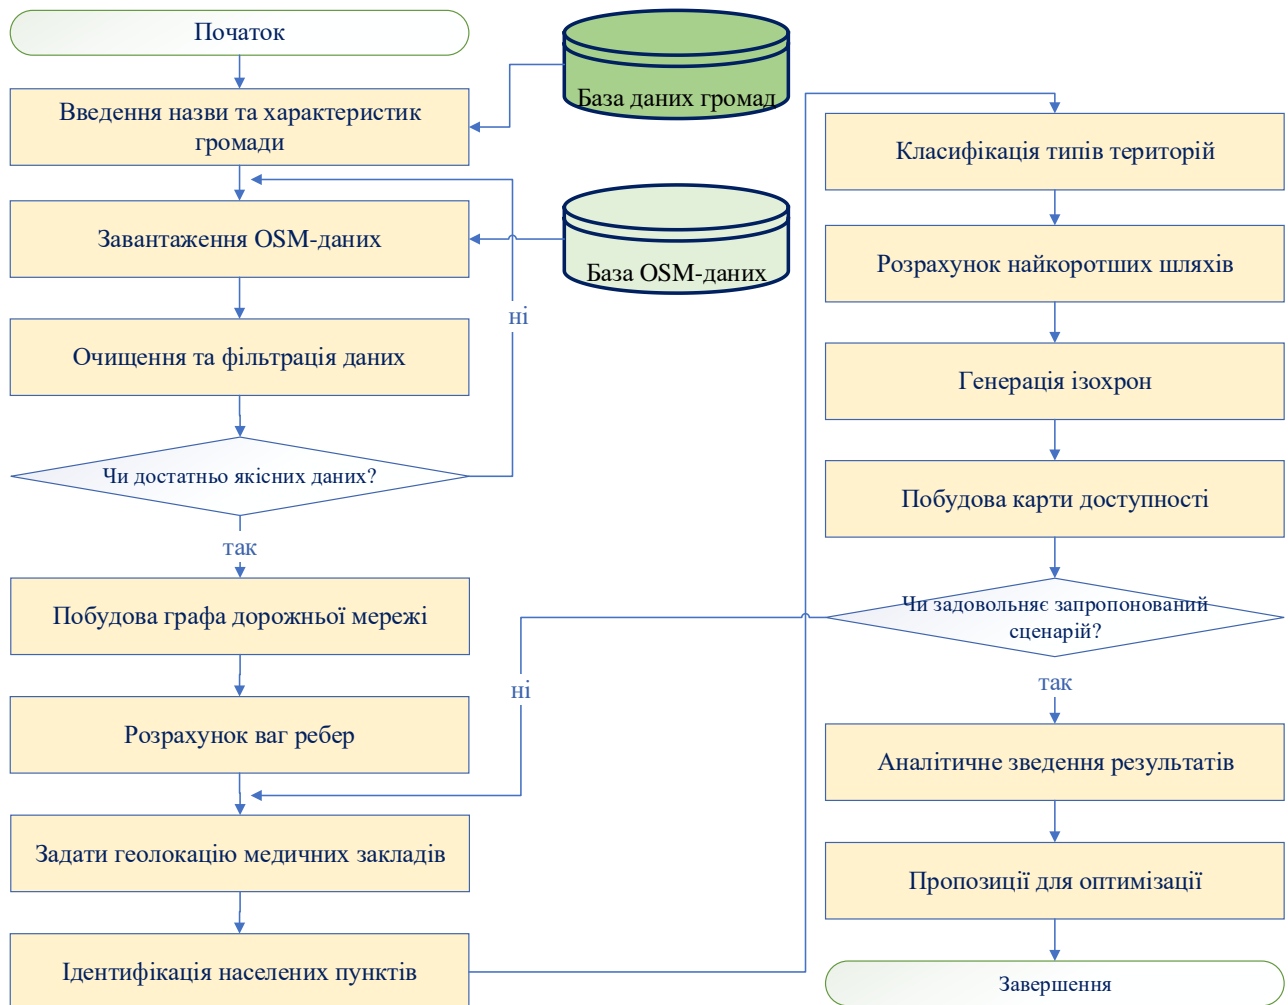 Початок
Введення назви та характеристик
громади
База даних громад
Завантаження OSM-даних
База OSM-даних
Очищення та фільтрація даних
ні
Чи достатньо якісних даних?
так
Побудова графа дорожньої мережі
Розрахунок ваг ребер
ні
Задати геолокацію медичних закладів
Ідентифікація населених пунктів
Класифікація типів територій
Розрахунок найкоротших шляхів
Генерація ізохрон
Побудова карти доступності
Чи задовольняє запропонований
сценарій?
так
Аналітичне зведення результатів
Пропозиції для оптимізації
Завершення